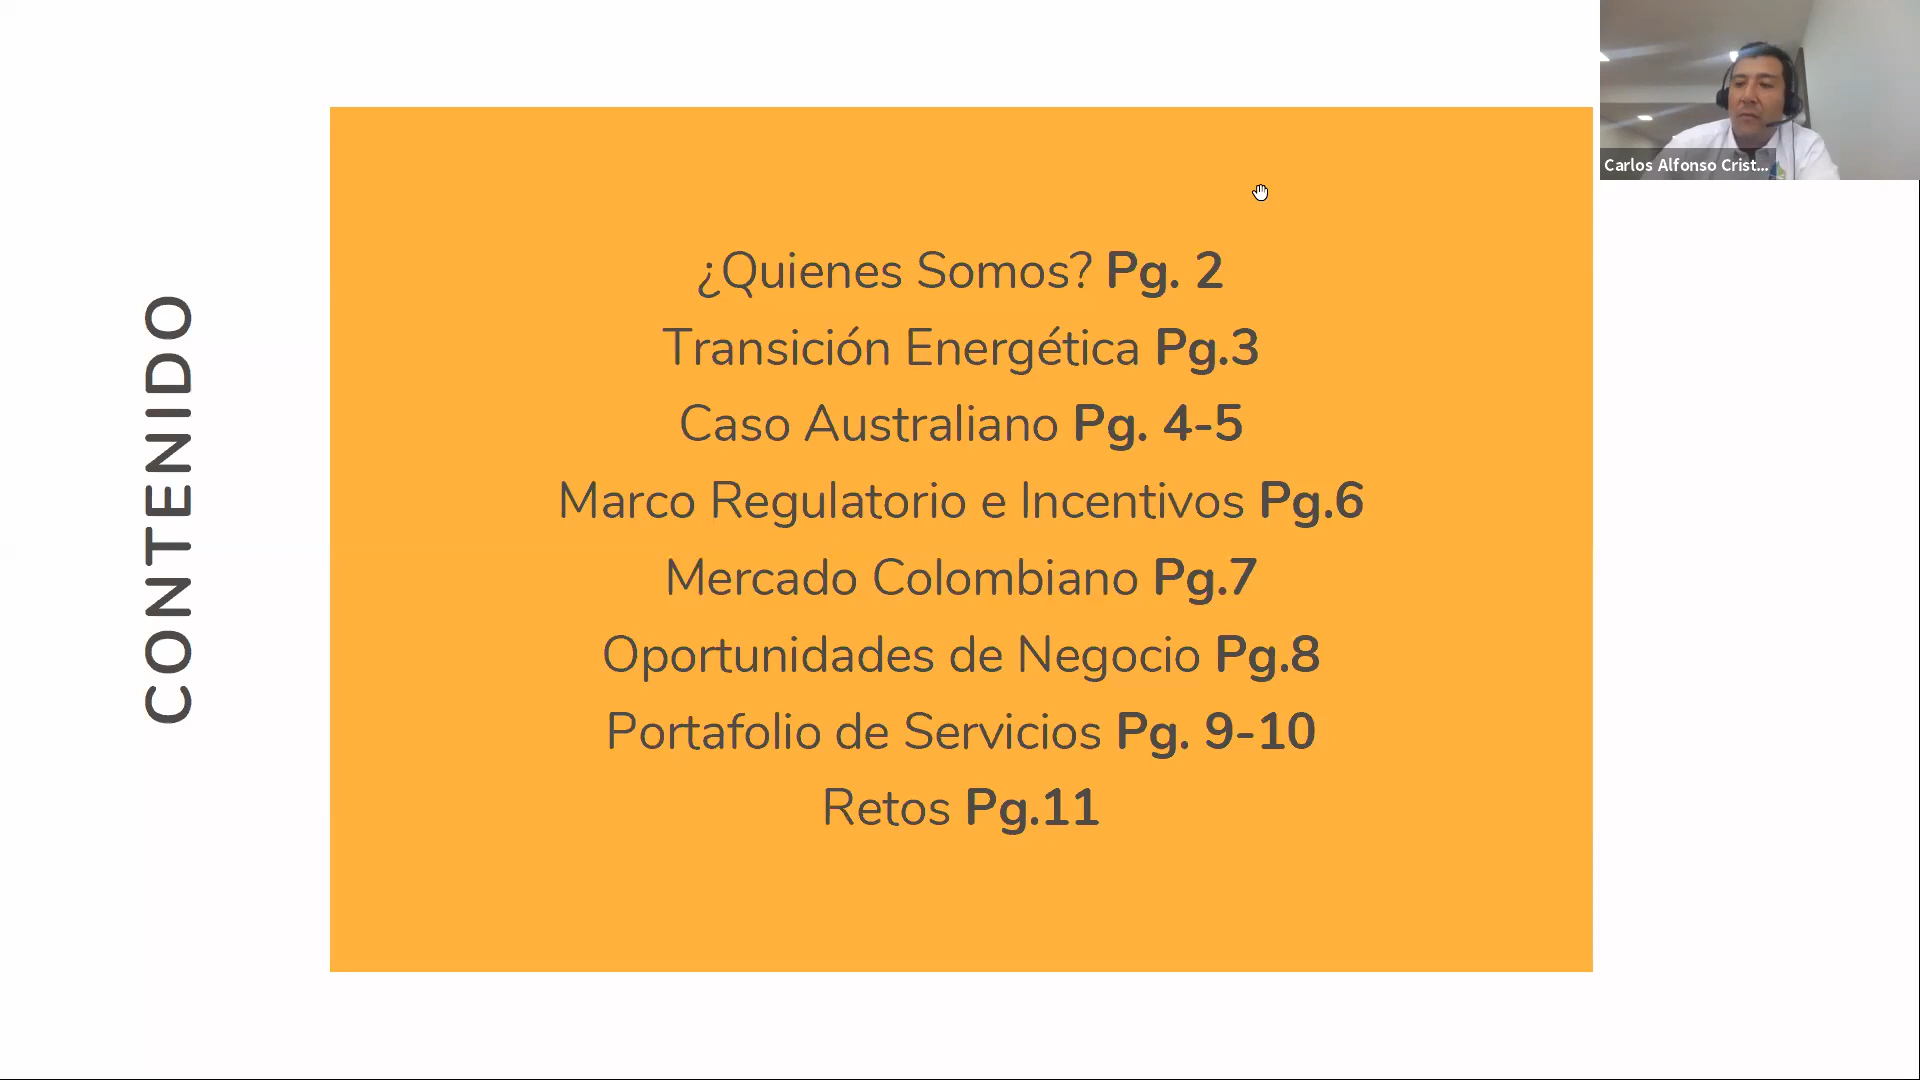 CONTENIDO
¿Quienes Somos? Pg. 2
Transición Energética Pg.3
Caso Australiano Pg. 4-5
Marco Regulatorio e Incentivos Pg.6
Mercado Colombiano Pg.7
Oportunidades de Negocio Pg.8
Portafolio de Servicios Pg. 9-10
Retos Pg.11
Carlos Alfonso Crist...